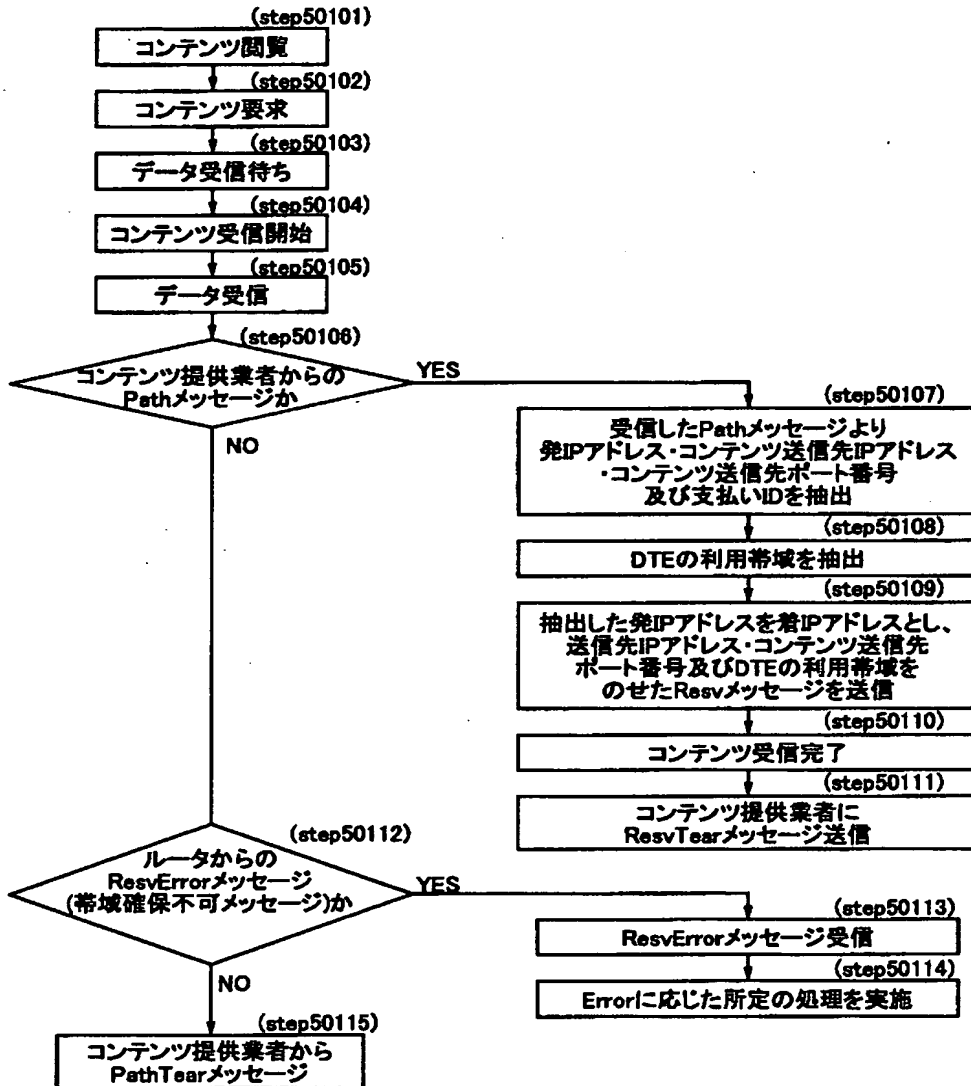 (step50101)
コンテンツ閲覧
(step50102)
コンテンツ要求
(step50103)
データ受信待ち
(step50104)
コンテンツ受信開始
(step50105)
データ受信
(step50106)
コンテンツ提供業者からの
Pathメッセージか
YES
NO
(step50107)
受信したPathメッセージより
発IPアドレス・コンテンツ送信先IPアドレス
・コンテンツ送信先ポート番号
及び支払いIDを抽出
(step50108)
DTEの利用帯域を抽出
(step50109)
抽出した発IPアドレスを着IPアドレスとし、
送信先IPアドレス・コンテンツ送信先
ポート番号及びDTEの利用帯域を
のせたResvメッセージを送信
(step50110)
コンテンツ受信完了
(step50111)
コンテンツ提供業者に
ResvTearメッセージ送信
(step50112)
ルータからの
ResvErrorメッセージ
(帯域確保不可メッセージ)か
YES
NO
(step50113)
ResvErrorメッセージ受信
(step50114)
Errorに応じた所定の処理を実施
(step50115)
コンテンツ提供業者から
PathTearメッセージ